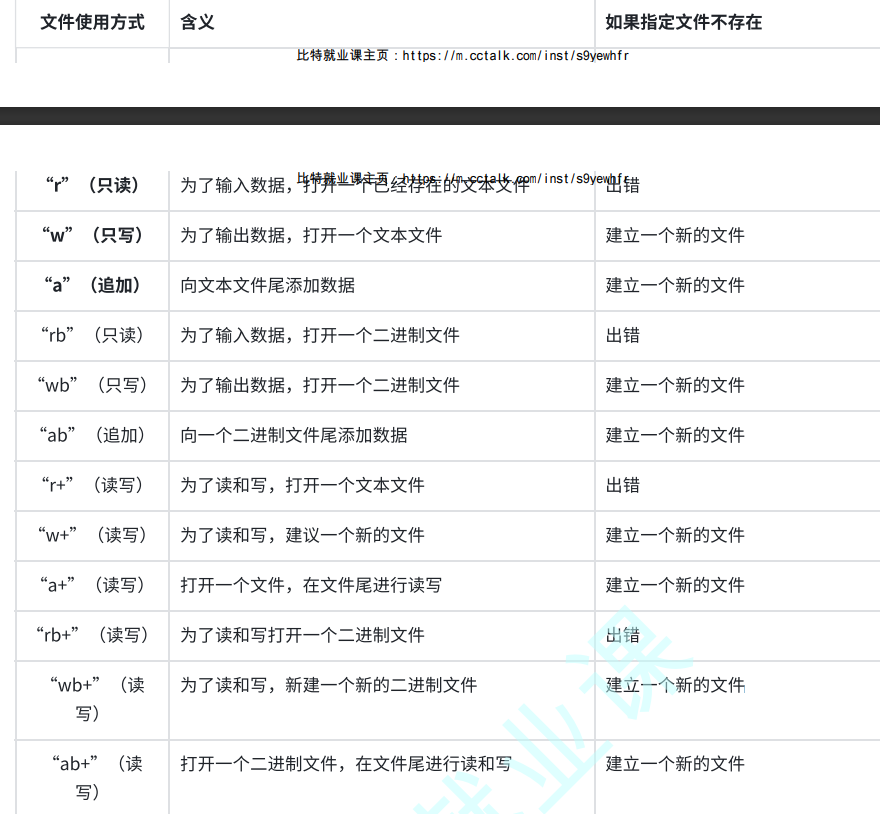 文件使用方式 含义 如果指定文件不存在
比特就业课主页：https://m.cctalk.com/inst/s9yewhfr
比特就业课主页：https://m.cctalk.com/inst/s9yewhfr
“r”（只读） 为了输入数据，打开一个已经存在的文本文件 出错
“w”（只写） 为了输出数据，打开一个文本文件 建立一个新的文件
“a”（追加） 向文本文件尾添加数据 建立一个新的文件
“rb”（只读） 为了输入数据，打开一个二进制文件 出错
“wb”（只写） 为了输出数据，打开一个二进制文件 建立一个新的文件
“ab”（追加） 向一个二进制文件尾添加数据 建立一个新的文件
“r+”（读写） 为了读和写，打开一个文本文件 出错
“w+”（读写） 为了读和写，建议一个新的文件 建立一个新的文件
“a+”（读写） 打开一个文件，在文件尾进行读写 建立一个新的文件
“rb+”（读写） 为了读和写打开一个二进制文件 出错
“wb+”（读 为了读和写，新建一个新的二进制文件 建立一个新的文件
写）
“ab+”（读 打开一个二进制文件，在文件尾进行读和写 建立一个新的文件
写）
就业课